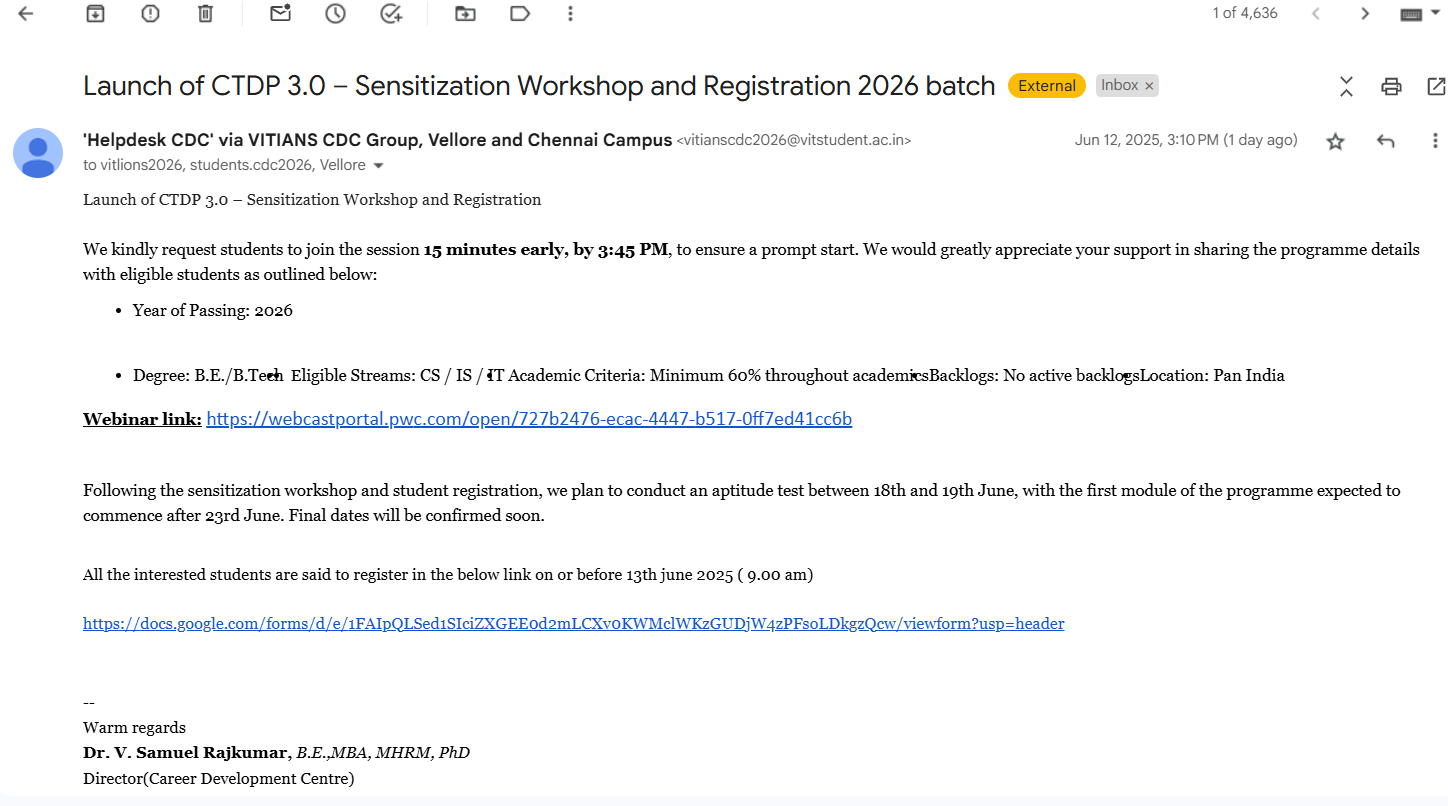 1 of 4,636
Launch of CTDP 3.0 – Sensitization Workshop and Registration 2026 batch External Inbox ×
'Helpdesk CDC' via VITIANS CDC Group, Vellore and Chennai Campus <vitianscdc2026@vitstudent.ac.in> Jun 12, 2025, 3:10 PM (1 day ago)
to vitlions2026, students.cdc2026, Vellore
Launch of CTDP 3.0 – Sensitization Workshop and Registration
We kindly request students to join the session 15 minutes early, by 3:45 PM, to ensure a prompt start. We would greatly appreciate your support in sharing the programme details
with eligible students as outlined below:
• Year of Passing: 2026
• Degree: B.E./B.Tech Eligible Streams: CS / IS / IT Academic Criteria: Minimum 60% throughout academicsBacklogs: No active backlogsLocation: Pan India
Webinar link: https://webcastportal.pwc.com/open/727b2476-ecac-4447-b517-0ff7ed41cc6b
Following the sensitization workshop and student registration, we plan to conduct an aptitude test between 18th and 19th June, with the first module of the programme expected to
commence after 23rd June. Final dates will be confirmed soon.
All the interested students are said to register in the below link on or before 13th june 2025 ( 9.00 am)
https://docs.google.com/forms/d/e/1FAIpQLSed1SIciZXGEE0d2mLCXv0KWMclWKzGUDjW4zPFsoLDkgzQcw/viewform?usp=header
--
Warm regards
Dr. V. Samuel Rajkumar, B.E.,MBA, MHRM, PhD
Director(Career Development Centre)